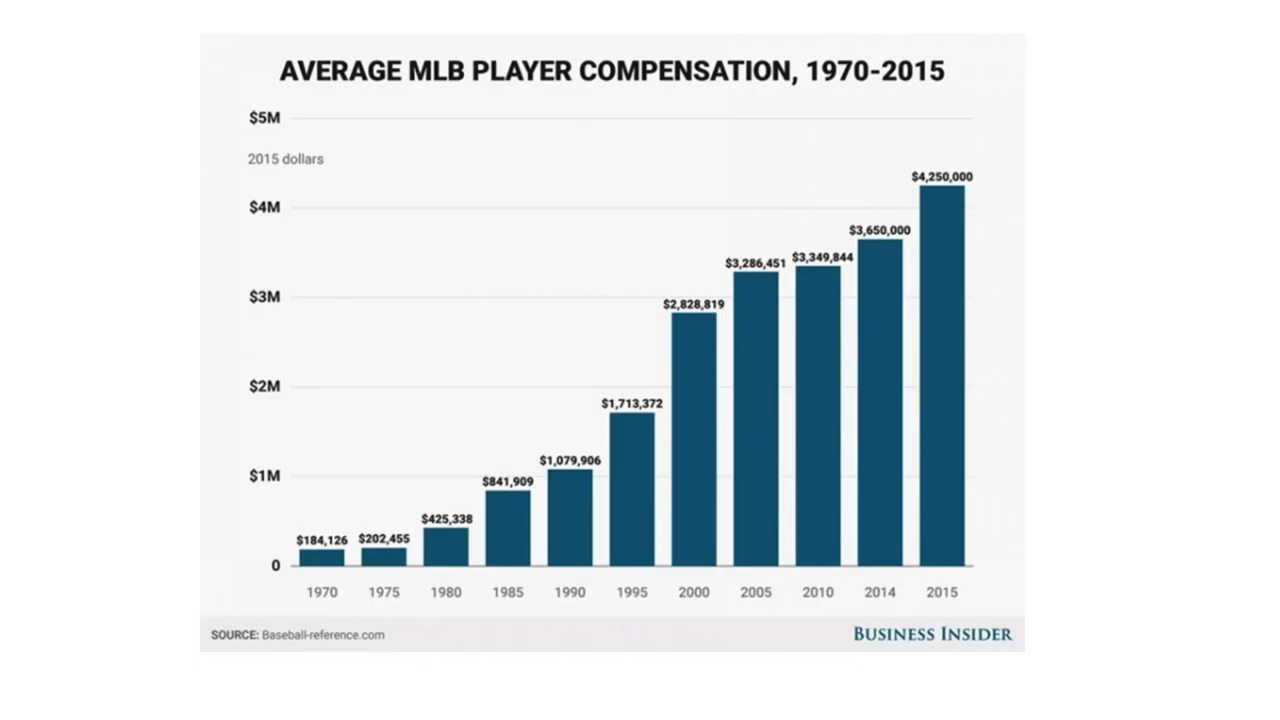 AVERAGE MLB PLAYER COMPENSATION, 1970-2015
$5M
2015 dollars
$4,250,000
$4M
$3,650,000
$3,286,451 $3,349,844
$3M
$2,828,819
$2M
$1,713,372
$1,079,906
$1M
$841,909
$425,338
$184,126 $202,455
0
1970 1975 1980 1985 1990 1995 2000 2005 2010 2014 2015
SOURCE: Baseball-reference.com
BUSINESS INSIDER